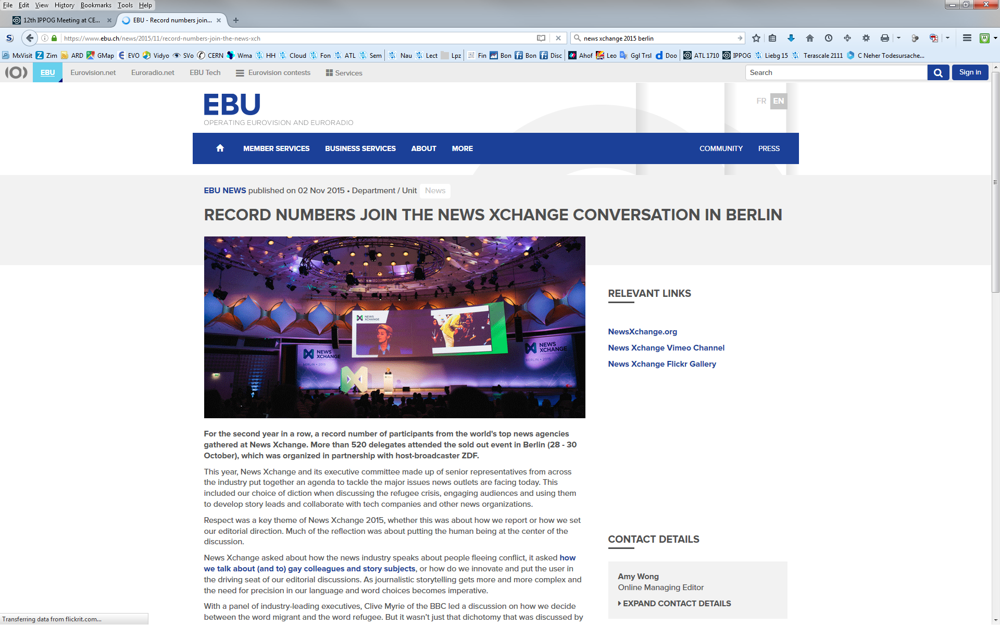 File Edit View History Bookmarks Tools Help
12th IPPOG Meeting at CE...
EBU - Record numbers join...
https://www.ebu.ch/news/2015/11/record-numbers-join-the-news-xch
news xchange 2015 berlin
MxVisit Zim ARD GMap EVO Vidyo SVo CERN Wma HH Cloud Fon ATL Sem Nau Lect Lpz Fin Bon Bon Disc Ahof Leo Ggl Trsl Doo ATL 1710 IPPOG Liebg 15 Terascale 2111 C Neher Todesursache...
EBU Eurovision.net Euroradio.net EBU Tech Eurovision contests Services
Search
Sign in
EBU
OPERATING EUROVISION AND EURORADIO
FR EN
MEMBER SERVICES BUSINESS SERVICES ABOUT MORE COMMUNITY PRESS
EBU NEWS published on 02 Nov 2015 • Department / Unit News
RECORD NUMBERS JOIN THE NEWS XCHANGE CONVERSATION IN BERLIN
NEWS
XCHANGE
NEWS
XCHANGE
BERLIN • 2015
NEWS
XCHANGE
BERLIN • 2015
For the second year in a row, a record number of participants from the world's top news agencies
gathered at News Xchange. More than 520 delegates attended the sold out event in Berlin (28 - 30
October), which was organized in partnership with host-broadcaster ZDF.
This year, News Xchange and its executive committee made up of senior representatives from across
the industry put together an agenda to tackle the major issues news outlets are facing today. This
included our choice of diction when discussing the refugee crisis, engaging audiences and using them
to develop story leads and collaborate with tech companies and other news organizations.
Respect was a key theme of News Xchange 2015, whether this was about how we report or how we set
our editorial direction. Much of the reflection was about putting the human being at the center of the
discussion.
News Xchange asked about how the news industry speaks about people fleeing conflict, it asked how
we talk about (and to) gay colleagues and story subjects, or how do we innovate and put the user in
the driving seat of our editorial discussions. As journalistic storytelling gets more and more complex and
the need for precision in our language and word choices becomes imperative.
With a panel of industry-leading executives, Clive Myrie of the BBC led a discussion on how we decide
between the word migrant and the word refugee. But it wasn't just that dichotomy that was discussed by
RELEVANT LINKS
NewsXchange.org
News Xchange Vimeo Channel
News Xchange Flickr Gallery
CONTACT DETAILS
Amy Wong
Online Managing Editor
EXPAND CONTACT DETAILS
Transferring data from flickrit.com...